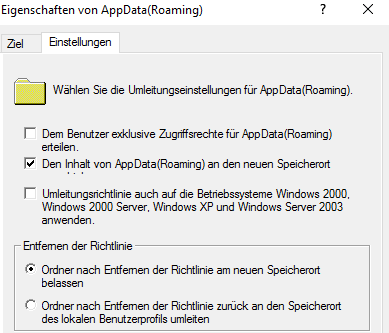 Eigenschaften von AppData(Roaming)
?
Ziel
Einstellungen
Wählen Sie die Umleitungseinstellungen für AppData(Roaming).
Dem Benutzer exklusive Zugriffsrechte für AppData(Roaming)
erteilen.
Den Inhalt von AppData(Roaming) an den neuen Speicherort
Umleitungsrichtlinie auch auf die Betriebssysteme Windows 2000,
Windows 2000 Server, Windows XP und Windows Server 2003
anwenden.
Entfernen der Richtlinie
Ordner nach Entfernen der Richtlinie am neuen Speicherort
belassen
Ordner nach Entfernen der Richtlinie zurück an den Speicherort
des lokalen Benutzerprofils umleiten